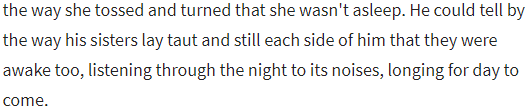 the way she tossed and turned that she wasn't asleep. He could tell by
the way his sisters lay taut and still each side of him that they were
awake too, listening through the night to its noises, longing for day to
come.